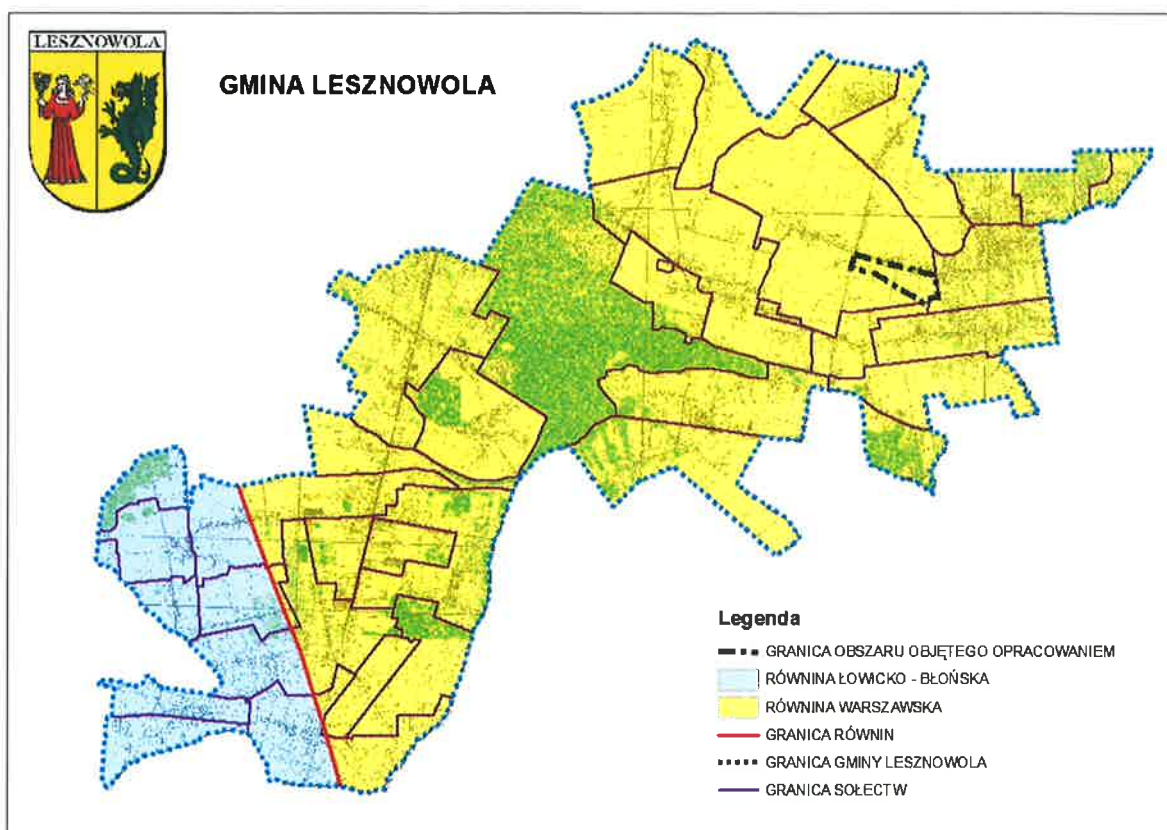 LESZNOWOLA
GMINA LESZNOWOLA
Legenda
GRANICA OBSZARU OBJĘTEGO OPRACOWANIEM
RÓWNINA ŁOWICKO - BŁOŃSKA
RÓWNINA WARSZAWSKA
GRANICA RÓWNIN
GRANICA GMINY LESZNOWOLA
GRANICA SOŁECTW